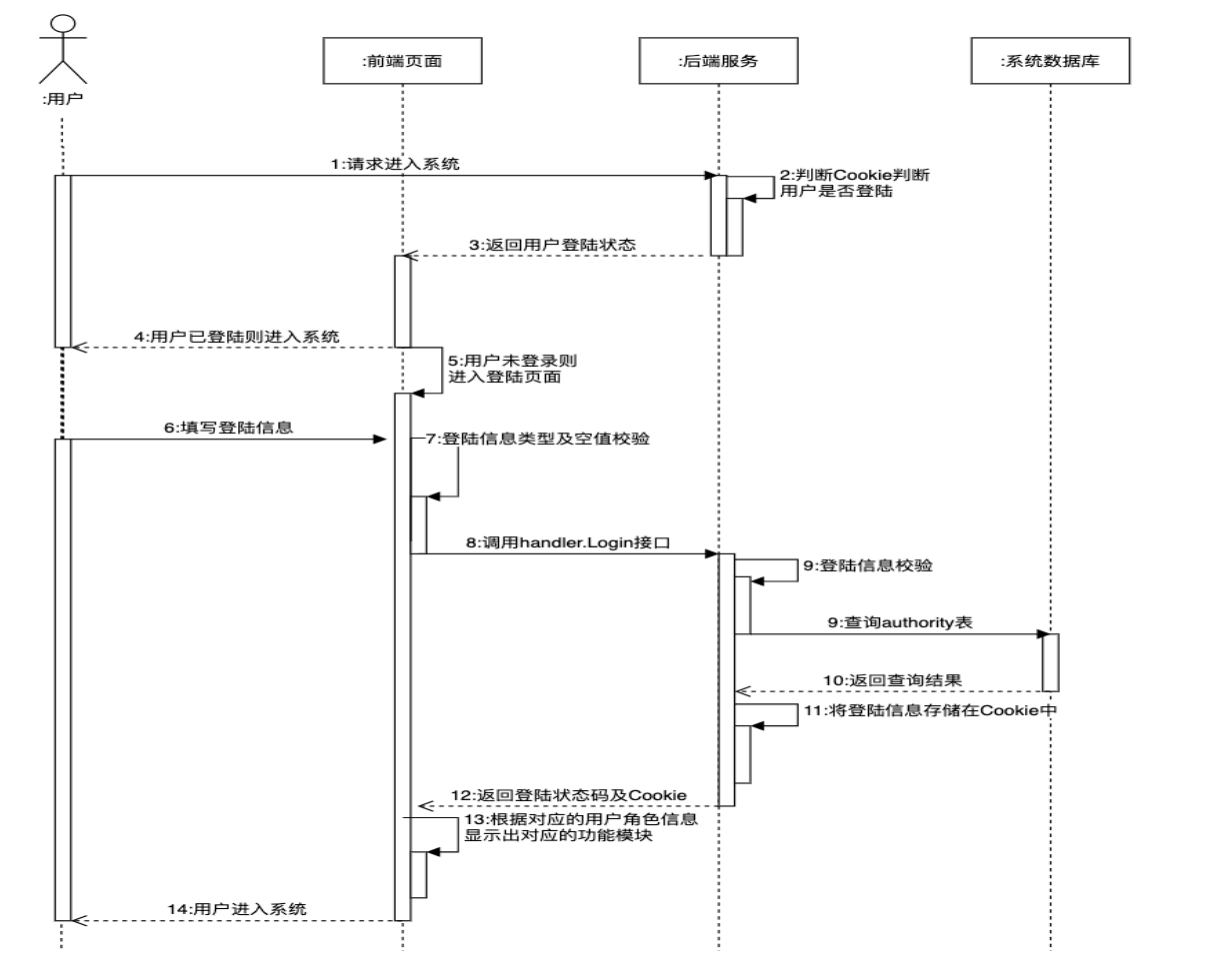 :用户
:前端页面
:后端服务
:系统数据库
1:请求进入系统
2:判断Cookie判断
用户是否登陆
3:返回用户登陆状态
4:用户已登陆则进入系统
5:用户未登录则
进入登陆页面
6:填写登陆信息
7:登陆信息类型及空值校验
8:调用handler.Login接口
9:登陆信息校验
9:查询authority表
10:返回查询结果
11:将登陆信息存储在Cookie中
12:返回登陆状态码及Cookie
13:根据对应的用户角色信息
显示出对应的功能模块
14:用户进入系统